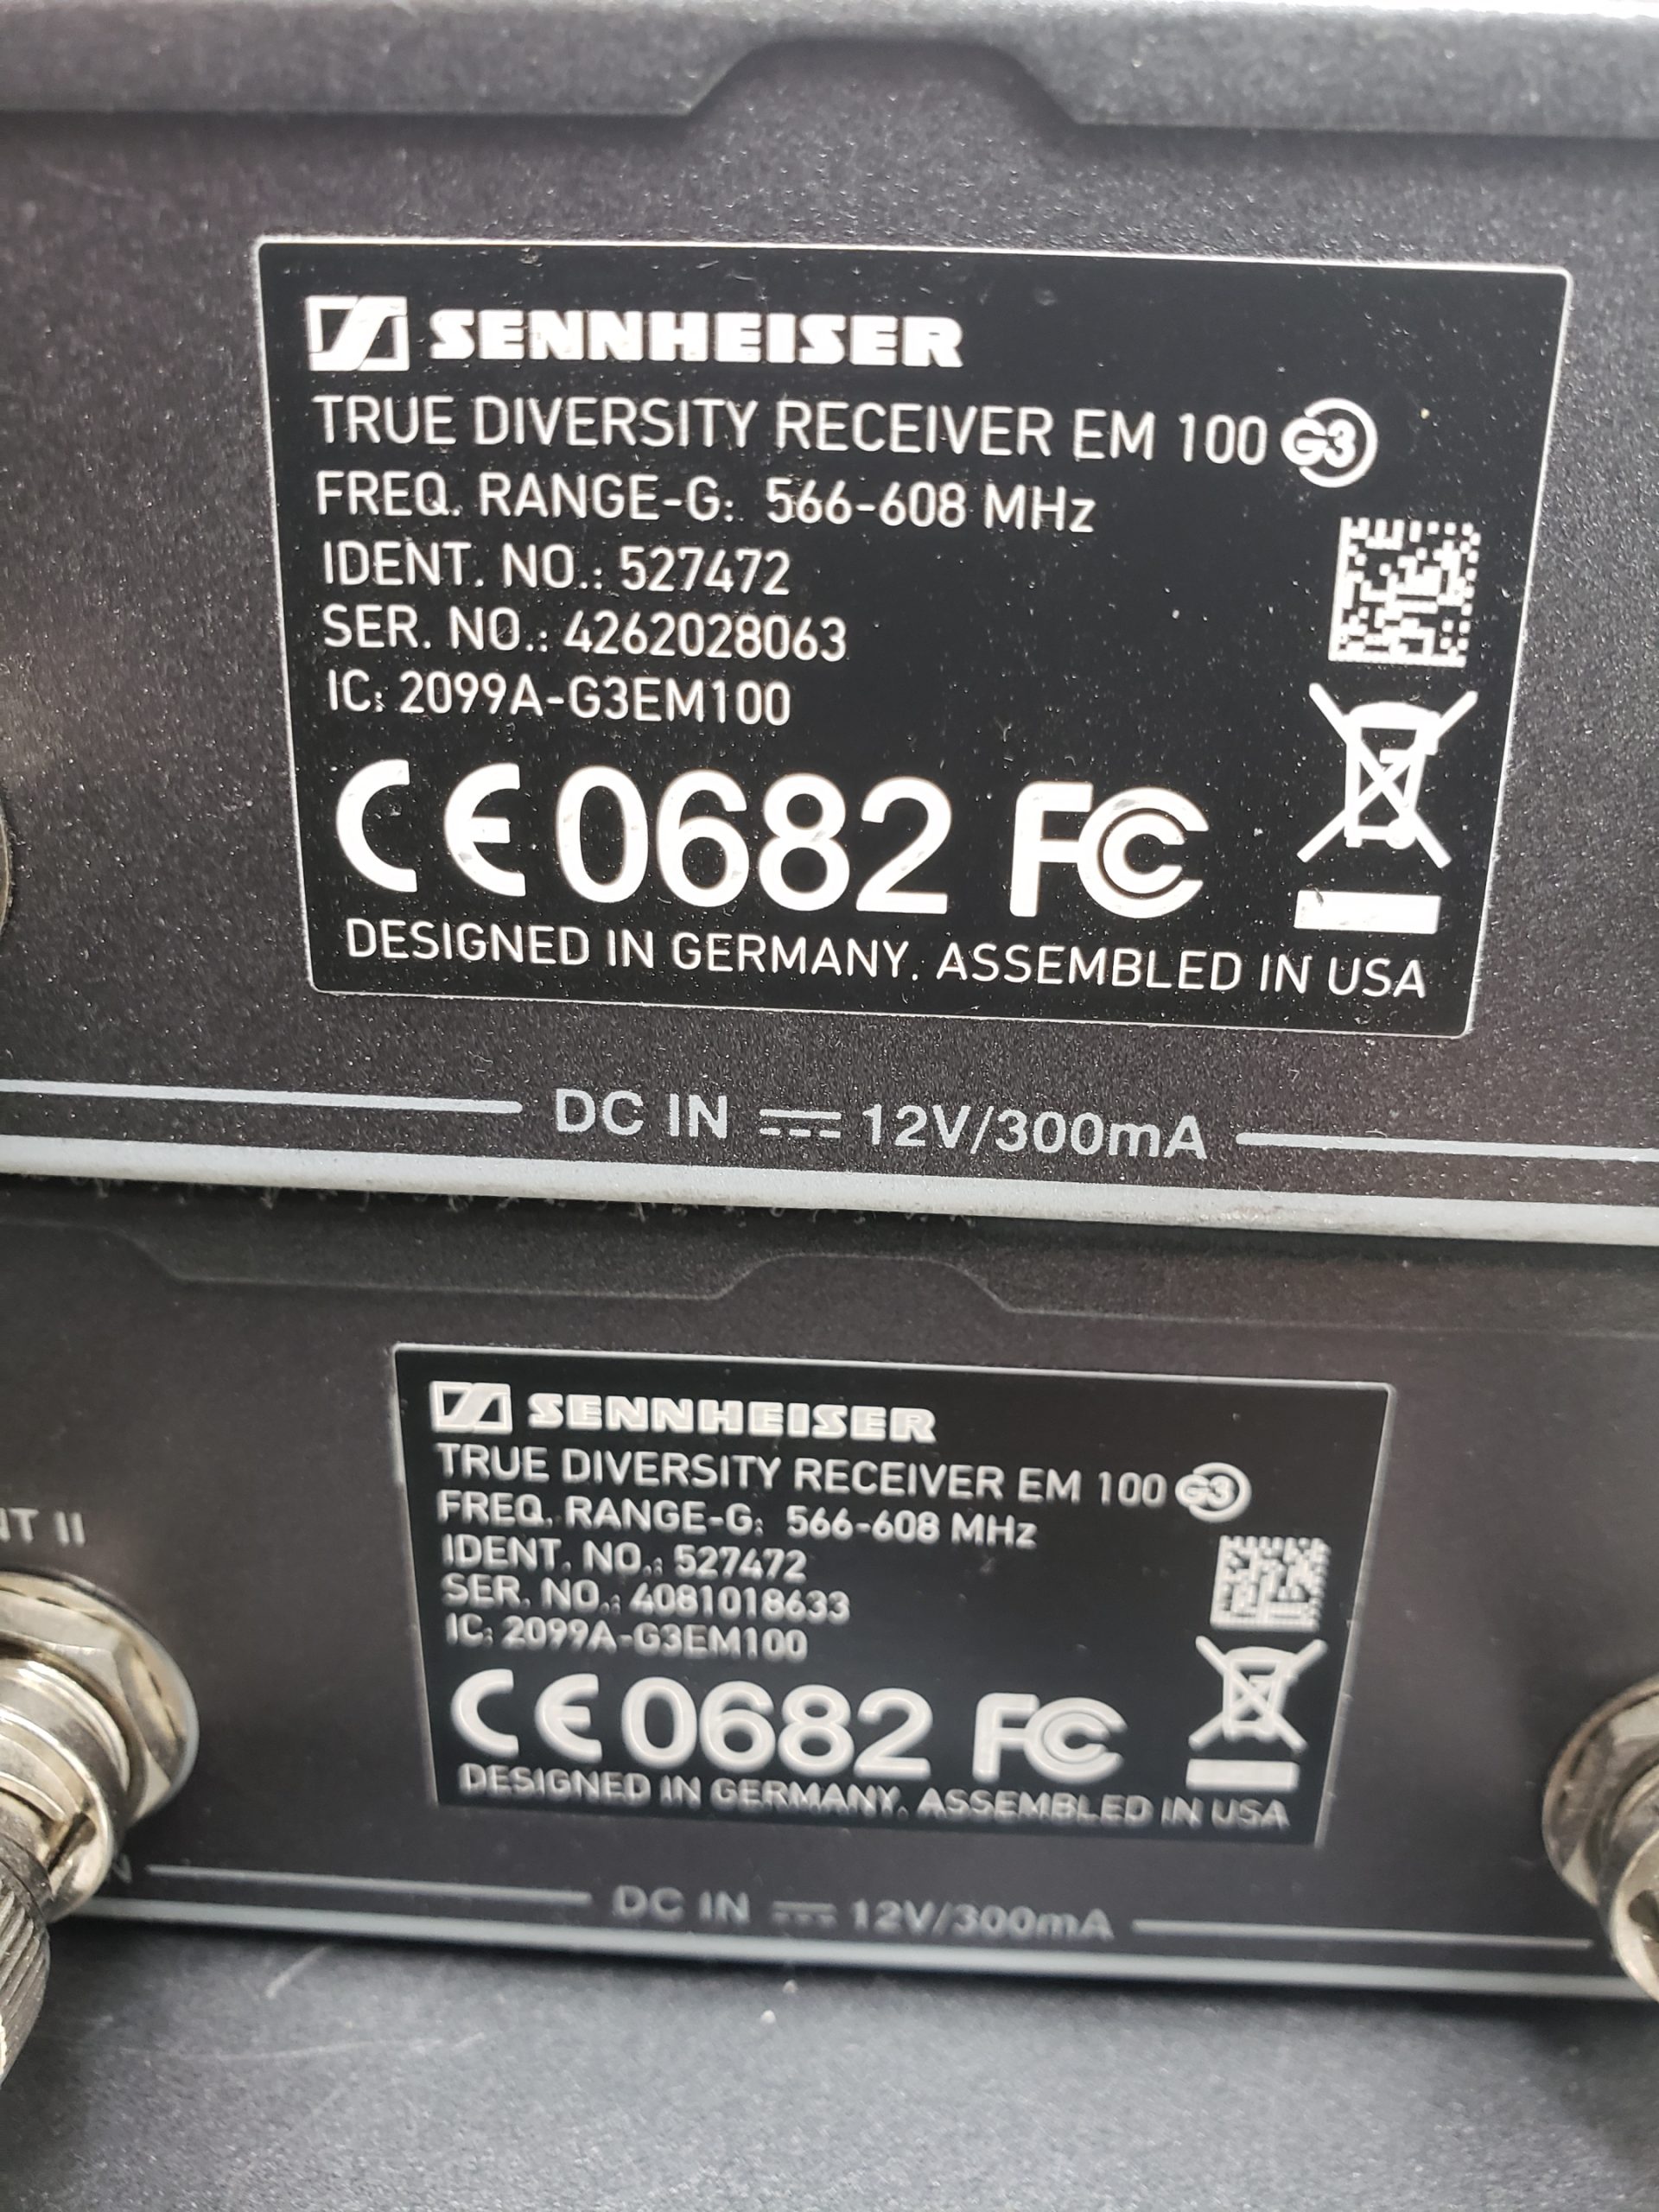 SENNHEISER
TRUE DIVERSITY RECEIVER EM 100 G3
FREQ. RANGE-G: 566-608 MHz
IDENT. NO.: 527472
SER. NO.: 4262028063
IC: 2099A-G3EM100
CE 0682 FC
DESIGNED IN GERMANY. ASSEMBLED IN USA
DC IN 12V/300mA
SENNHEISER
TRUE DIVERSITY RECEIVER EM 100 G3
FREQ. RANGE-G: 566-608 MHz
IDENT. NO.: 527472
SER. NO.: 4081018633
IC: 2099A-G3EM100
CE 0682 FC
DESIGNED IN GERMANY. ASSEMBLED IN USA
II
DC IN 12V/300mA